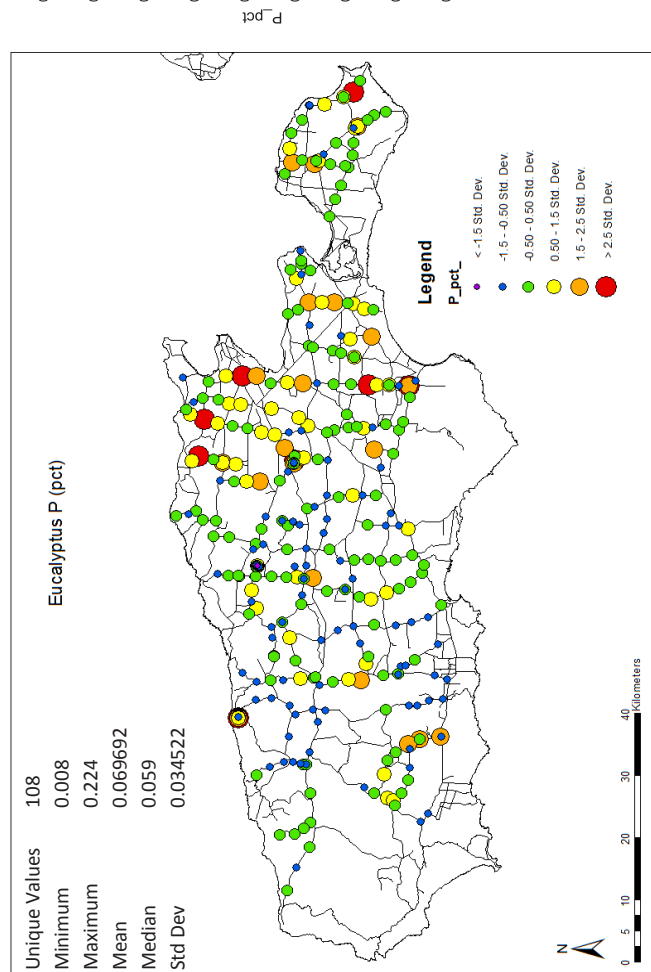 P_pct
Eucalyptus P (pct)
Unique Values 108
Minimum 0.008
Maximum 0.224
Mean 0.069692
Median 0.059
Std Dev 0.034522
Legend
P_pct_
< -1.5 Std. Dev.
-1.5 - -0.50 Std. Dev.
-0.50 - 0.50 Std. Dev.
0.50 - 1.5 Std. Dev.
1.5 - 2.5 Std. Dev.
> 2.5 Std. Dev.
N
0 5 10 20 30 40
Kilometers